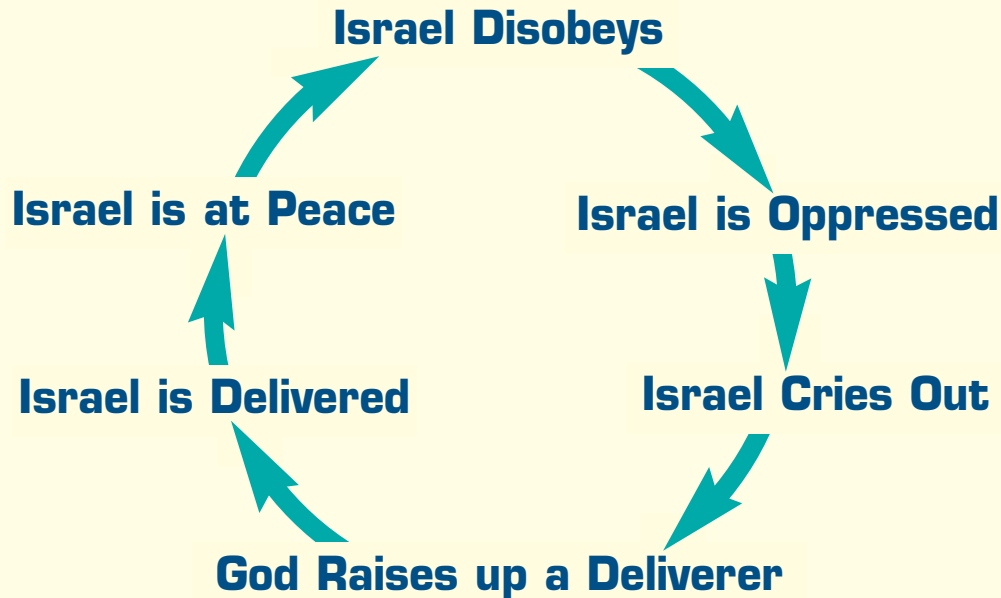 Israel Disobeys
Israel is at Peace
Israel is Oppressed
Israel is Delivered
Israel Cries Out
God Raises up a Deliverer